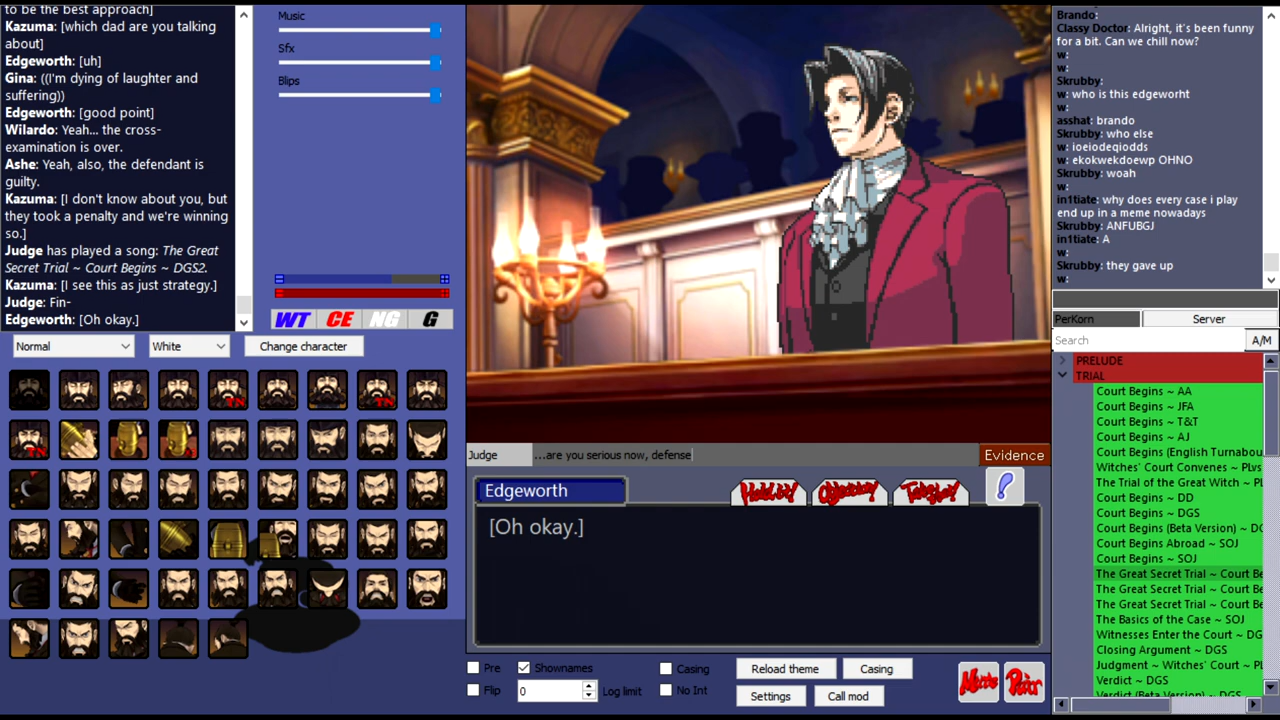 to be the best approach]
Kazuma: [which dad are you talking
about]
Edgeworth: [uh]
Gina: ((I'm dying of laughter and
suffering))
Edgeworth: [good point]
Wilardo: Yeah... the cross-
examination is over.
Ashe: Yeah, also, the defendant is
guilty.
Kazuma: [I don't know about you, but
they took a penalty and we're winning
so.]
Judge has played a song: The Great
Secret Trial ~ Court Begins ~ DGS2.
Kazuma: [I see this as just strategy.]
Judge: Fin-
Edgeworth: [Oh okay.]
Music
Sfx
Blips
WT
CE
NG
G
Normal
White
Change character
TN
TN
TN
Judge
...are you serious now, defense
Evidence
Edgeworth
Hold it!
Objection!
Take that!
[Oh okay.]
Pre
Shownames
Casing
Reload theme
Casing
Flip
0
Log limit
No Int
Settings
Call mod
Mute
Pair
Brando:
Classy Doctor: Alright, it's been funny
for a bit. Can we chill now?
w:
w:
Skrubby:
w: who is this edgeworht
w:
asshat: brando
Skrubby: who else
w: ioeiodeqiodds
w: ekokwekdoewp OHNO
Skrubby: woah
w:
in1tiate: why does every case i play
end up in a meme nowadays
Skrubby: ANFUBGJ
in1tiate: A
w:
Skrubby: they gave up
w:
PerKorn
Server
Search
A/M
PRELUDE
TRIAL
Court Begins ~ AA
Court Begins ~ JFA
Court Begins ~ T&T
Court Begins ~ AJ
Court Begins (English Turnabou
Witches' Court Convenes ~ PLvs
The Trial of the Great Witch ~ PL
Court Begins ~ DD
Court Begins ~ DGS
Court Begins (Beta Version) ~ DG
Court Begins Abroad ~ SOJ
Court Begins ~ SOJ
The Great Secret Trial ~ Court Be
The Great Secret Trial ~ Court Be
The Great Secret Trial ~ Court Be
The Basics of the Case ~ SOJ
Witnesses Enter the Court ~ DG
Closing Argument ~ DGS
Judgment ~ Witches' Court ~ PL
Verdict ~ DGS
Verdict (Beta Version) ~ DGS